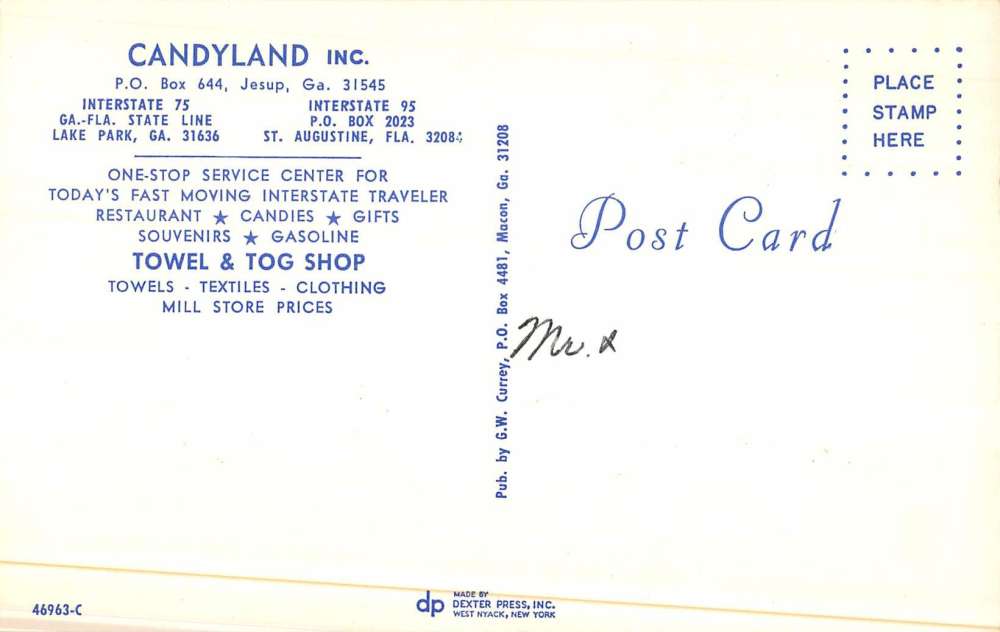 CANDYLAND INC.
P.O. Box 644, Jesup, Ga. 31545
INTERSTATE 75
GA.-FLA. STATE LINE
LAKE PARK, GA. 31636
INTERSTATE 95
P.O. BOX 2023
ST. AUGUSTINE, FLA. 32084
ONE-STOP SERVICE CENTER FOR
TODAY'S FAST MOVING INTERSTATE TRAVELER
RESTAURANT ★ CANDIES ★ GIFTS
SOUVENIRS ★ GASOLINE
TOWEL & TOG SHOP
TOWELS - TEXTILES - CLOTHING
MILL STORE PRICES
Pub. by G.W. Currey, P.O. Box 4481, Macon, Ga. 31208
PLACE
STAMP
HERE
Post Card
Mr. &
46963-C
dp
MADE BY
DEXTER PRESS, INC.
WEST NYACK, NEW YORK